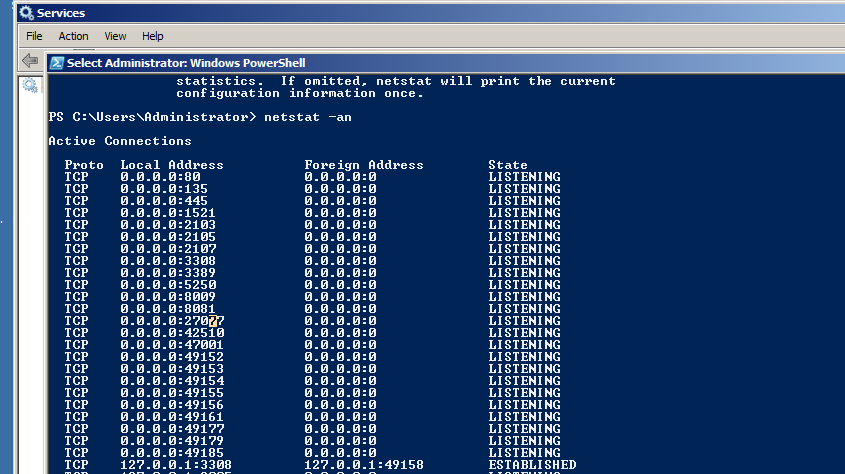 Services
File Action View Help
Select Administrator: Windows PowerShell
statistics. If omitted, netstat will print the current
configuration information once.
PS C:\Users\Administrator> netstat -an
Active Connections
Proto Local Address Foreign Address State
TCP 0.0.0.0:80 0.0.0.0:0 LISTENING
TCP 0.0.0.0:135 0.0.0.0:0 LISTENING
TCP 0.0.0.0:445 0.0.0.0:0 LISTENING
TCP 0.0.0.0:1521 0.0.0.0:0 LISTENING
TCP 0.0.0.0:2103 0.0.0.0:0 LISTENING
TCP 0.0.0.0:2105 0.0.0.0:0 LISTENING
TCP 0.0.0.0:2107 0.0.0.0:0 LISTENING
TCP 0.0.0.0:3308 0.0.0.0:0 LISTENING
TCP 0.0.0.0:3389 0.0.0.0:0 LISTENING
TCP 0.0.0.0:5250 0.0.0.0:0 LISTENING
TCP 0.0.0.0:8009 0.0.0.0:0 LISTENING
TCP 0.0.0.0:8081 0.0.0.0:0 LISTENING
TCP 0.0.0.0:27077 0.0.0.0:0 LISTENING
TCP 0.0.0.0:42510 0.0.0.0:0 LISTENING
TCP 0.0.0.0:47001 0.0.0.0:0 LISTENING
TCP 0.0.0.0:49152 0.0.0.0:0 LISTENING
TCP 0.0.0.0:49153 0.0.0.0:0 LISTENING
TCP 0.0.0.0:49154 0.0.0.0:0 LISTENING
TCP 0.0.0.0:49155 0.0.0.0:0 LISTENING
TCP 0.0.0.0:49156 0.0.0.0:0 LISTENING
TCP 0.0.0.0:49161 0.0.0.0:0 LISTENING
TCP 0.0.0.0:49177 0.0.0.0:0 LISTENING
TCP 0.0.0.0:49179 0.0.0.0:0 LISTENING
TCP 0.0.0.0:49185 0.0.0.0:0 LISTENING
TCP 127.0.0.1:3308 127.0.0.1:49158 ESTABLISHED